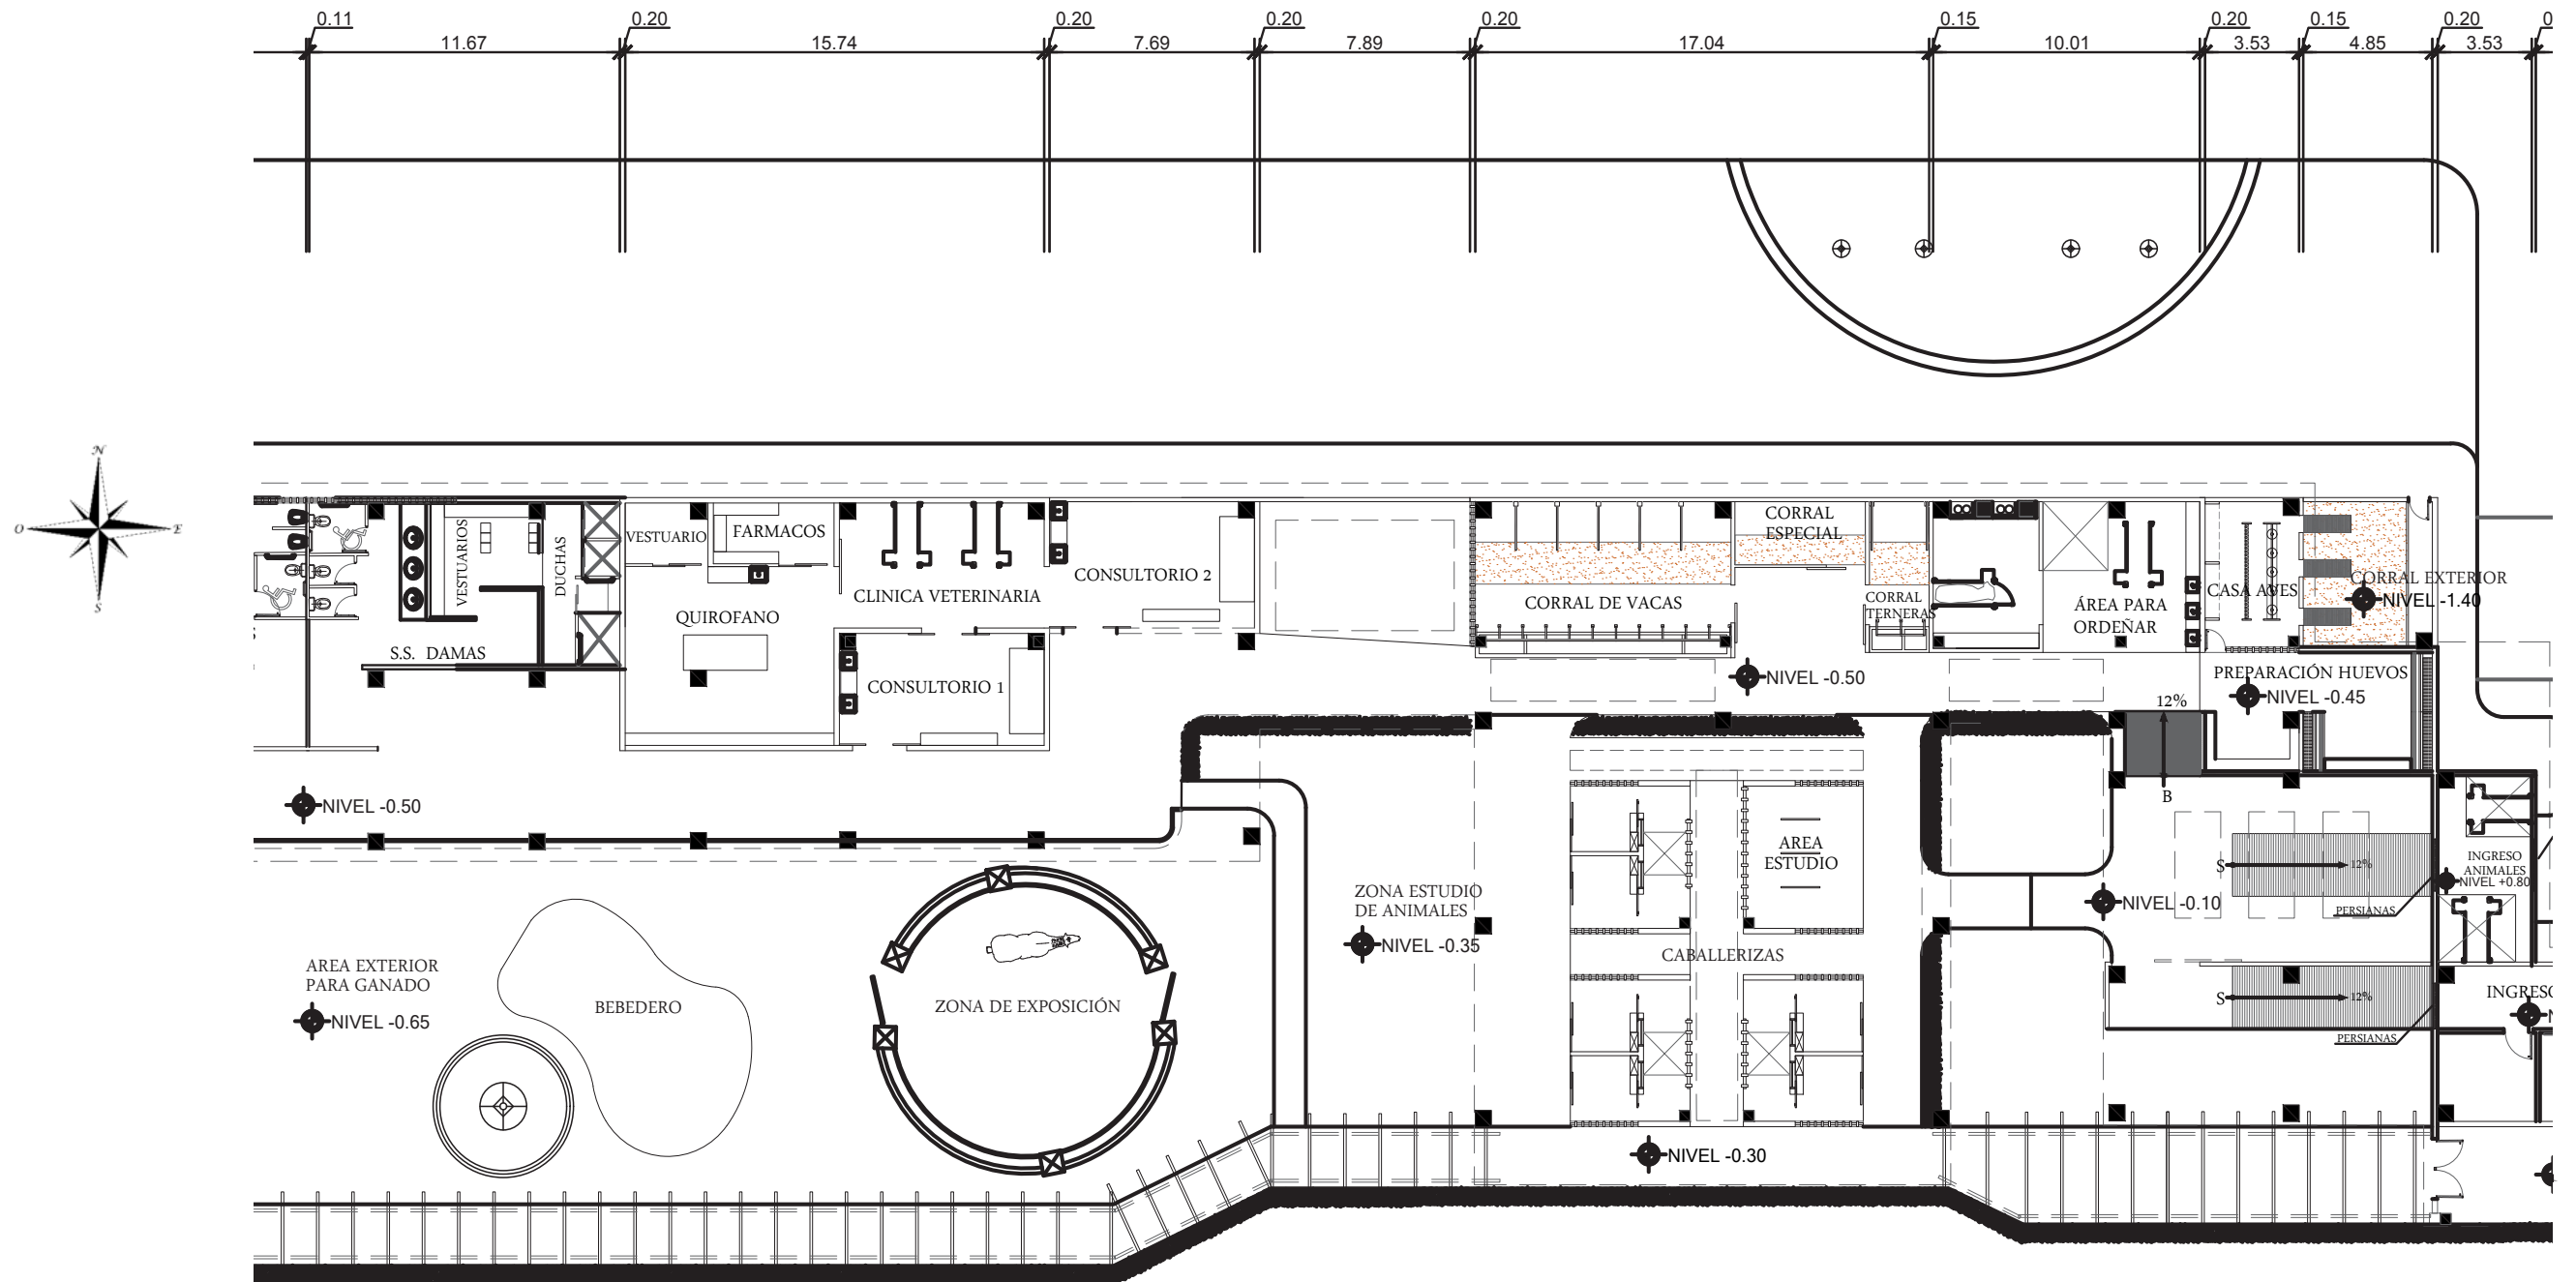 0.11
0.20
0.20
0.20
0.20
0.15
0.20
0.15
0.20
11.67
15.74
7.69
7.89
17.04
10.01
3.53
4.85
3.53
N
O
E
S
VESTUARIOS
DUCHAS
S.S. DAMAS
VESTUARIO
FARMACOS
QUIROFANO
CLINICA VETERINARIA
CONSULTORIO 2
CONSULTORIO 1
CORRAL DE VACAS
CORRAL
ESPECIAL
CORRAL
TERNERAS
ÁREA PARA
ORDEÑAR
CASA AVES
CORRAL EXTERIOR
NIVEL -1.40
PREPARACIÓN HUEVOS
NIVEL -0.45
NIVEL -0.50
12%
B
NIVEL -0.50
AREA
ESTUDIO
ZONA ESTUDIO
DE ANIMALES
NIVEL -0.35
CABALLERIZAS
S
12%
INGRESO
ANIMALES
NIVEL +0.80
NIVEL -0.10
PERSIANAS
AREA EXTERIOR
PARA GANADO
NIVEL -0.65
BEBEDERO
ZONA DE EXPOSICIÓN
S
12%
INGRESO
PERSIANAS
NIVEL -0.30